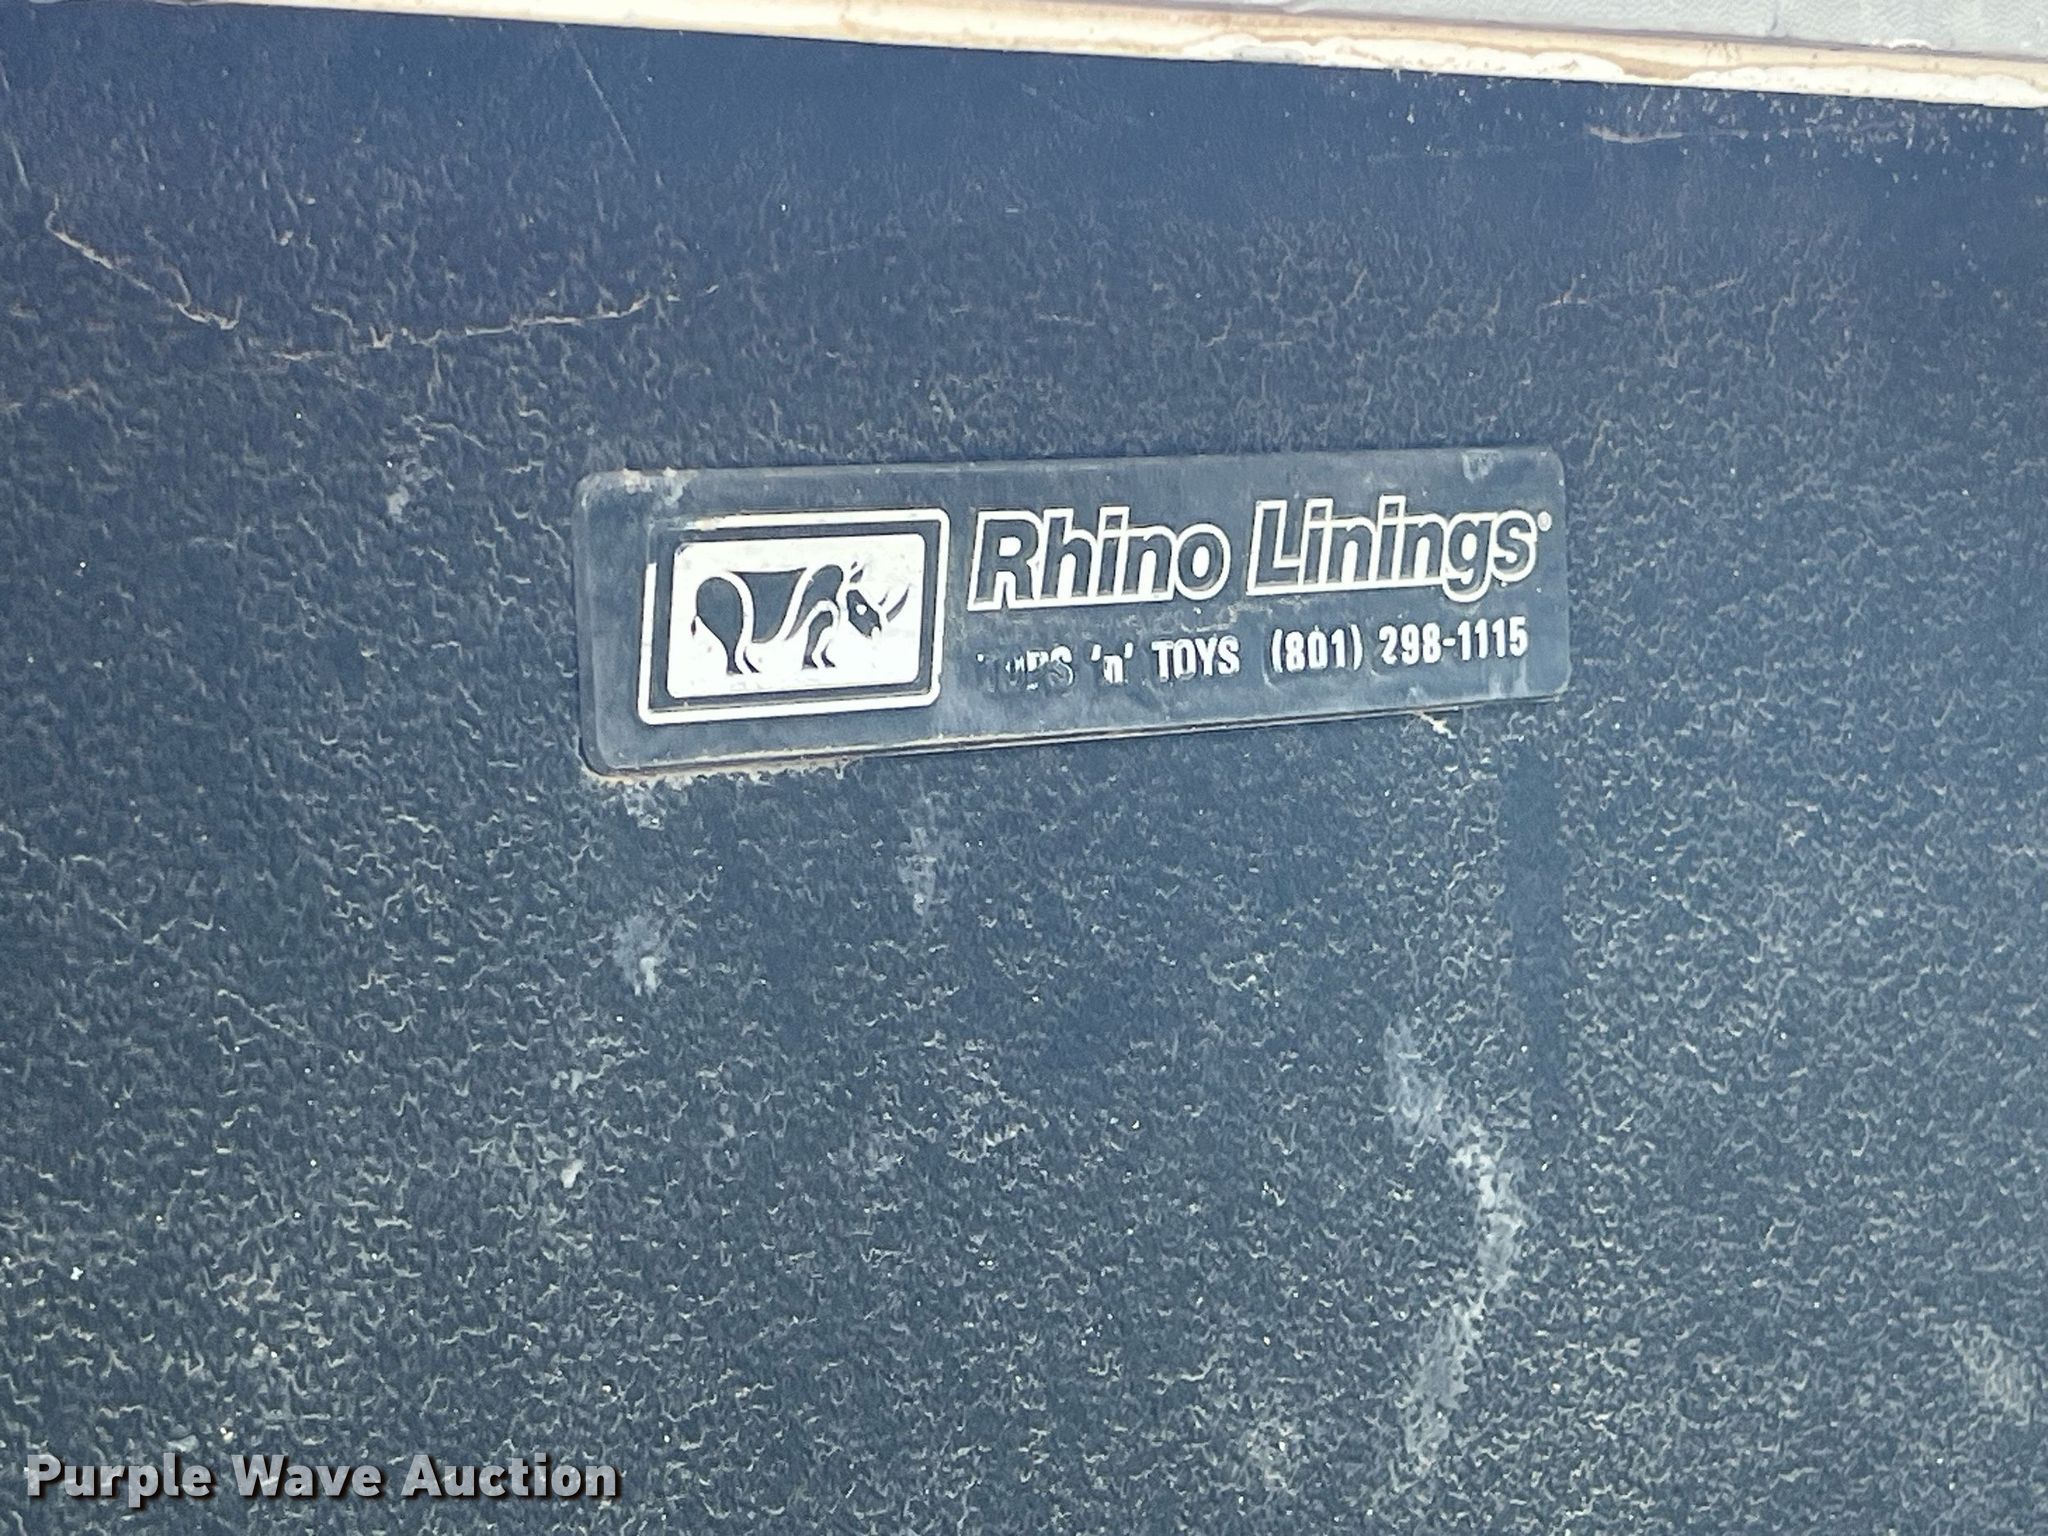 Rhino Linings®
'n' TOYS (801) 298-1115
Purple Wave Auction